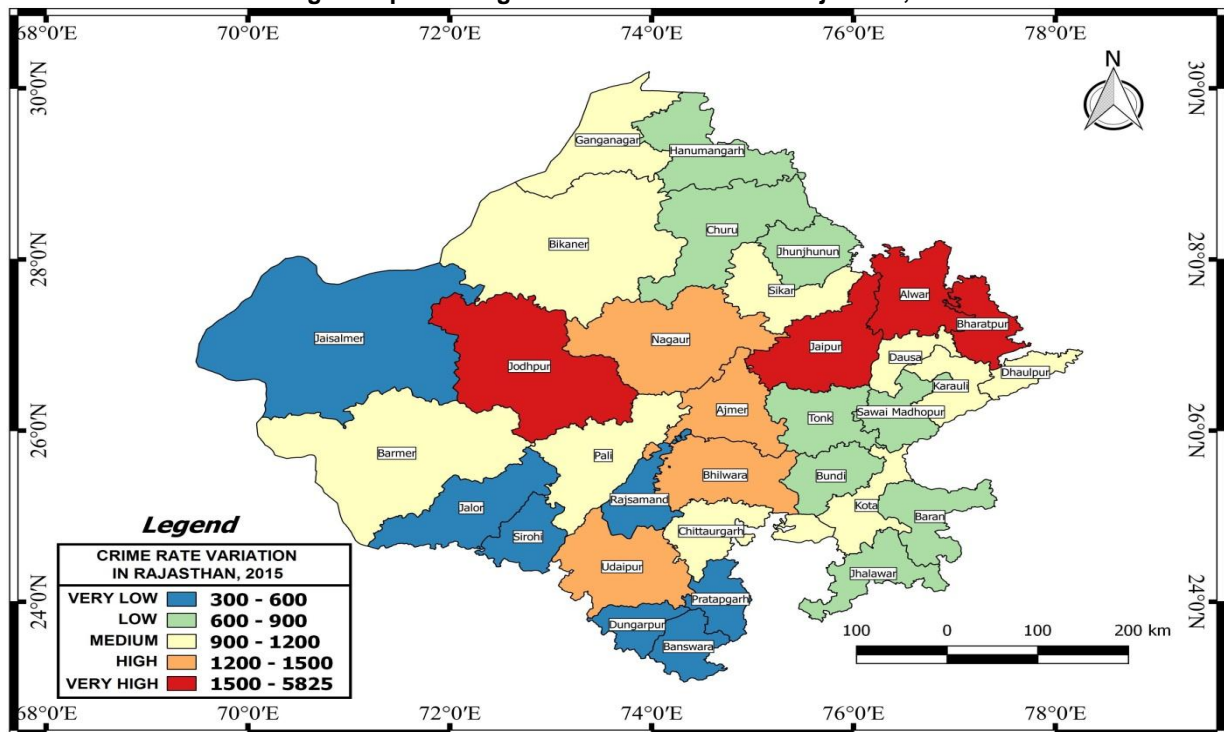 68°0'E 70°0'E 72°0'E 74°0'E 76°0'E 78°0'E
N
30°0'N 30°0'N
Ganganagar
Hanumangarh
Churu
Bikaner
Jhunjhunun
28°0'N 28°0'N
Sikar
Alwar
Bharatpur
Jaisalmer
Nagaur
Jaipur
Dausa
Jodhpur
Dhaulpur
Karauli
Ajmer
Sawai Madhopur
Tonk
26°0'N 26°0'N
Barmer
Pali
Bhilwara
Bundi
Rajsamand
Kota
Jalor
Baran
Sirohi
Chittaurgarh
Udaipur
Jhalawar
Pratapgarh
Dungarpur
Banswara
24°0'N 24°0'N
Legend
CRIME RATE VARIATION
IN RAJASTHAN, 2015
VERY LOW 300 - 600
LOW 600 - 900
MEDIUM 900 - 1200
HIGH 1200 - 1500
VERY HIGH 1500 - 5825
100 0 100 200 km
68°0'E 70°0'E 72°0'E 74°0'E 76°0'E 78°0'E